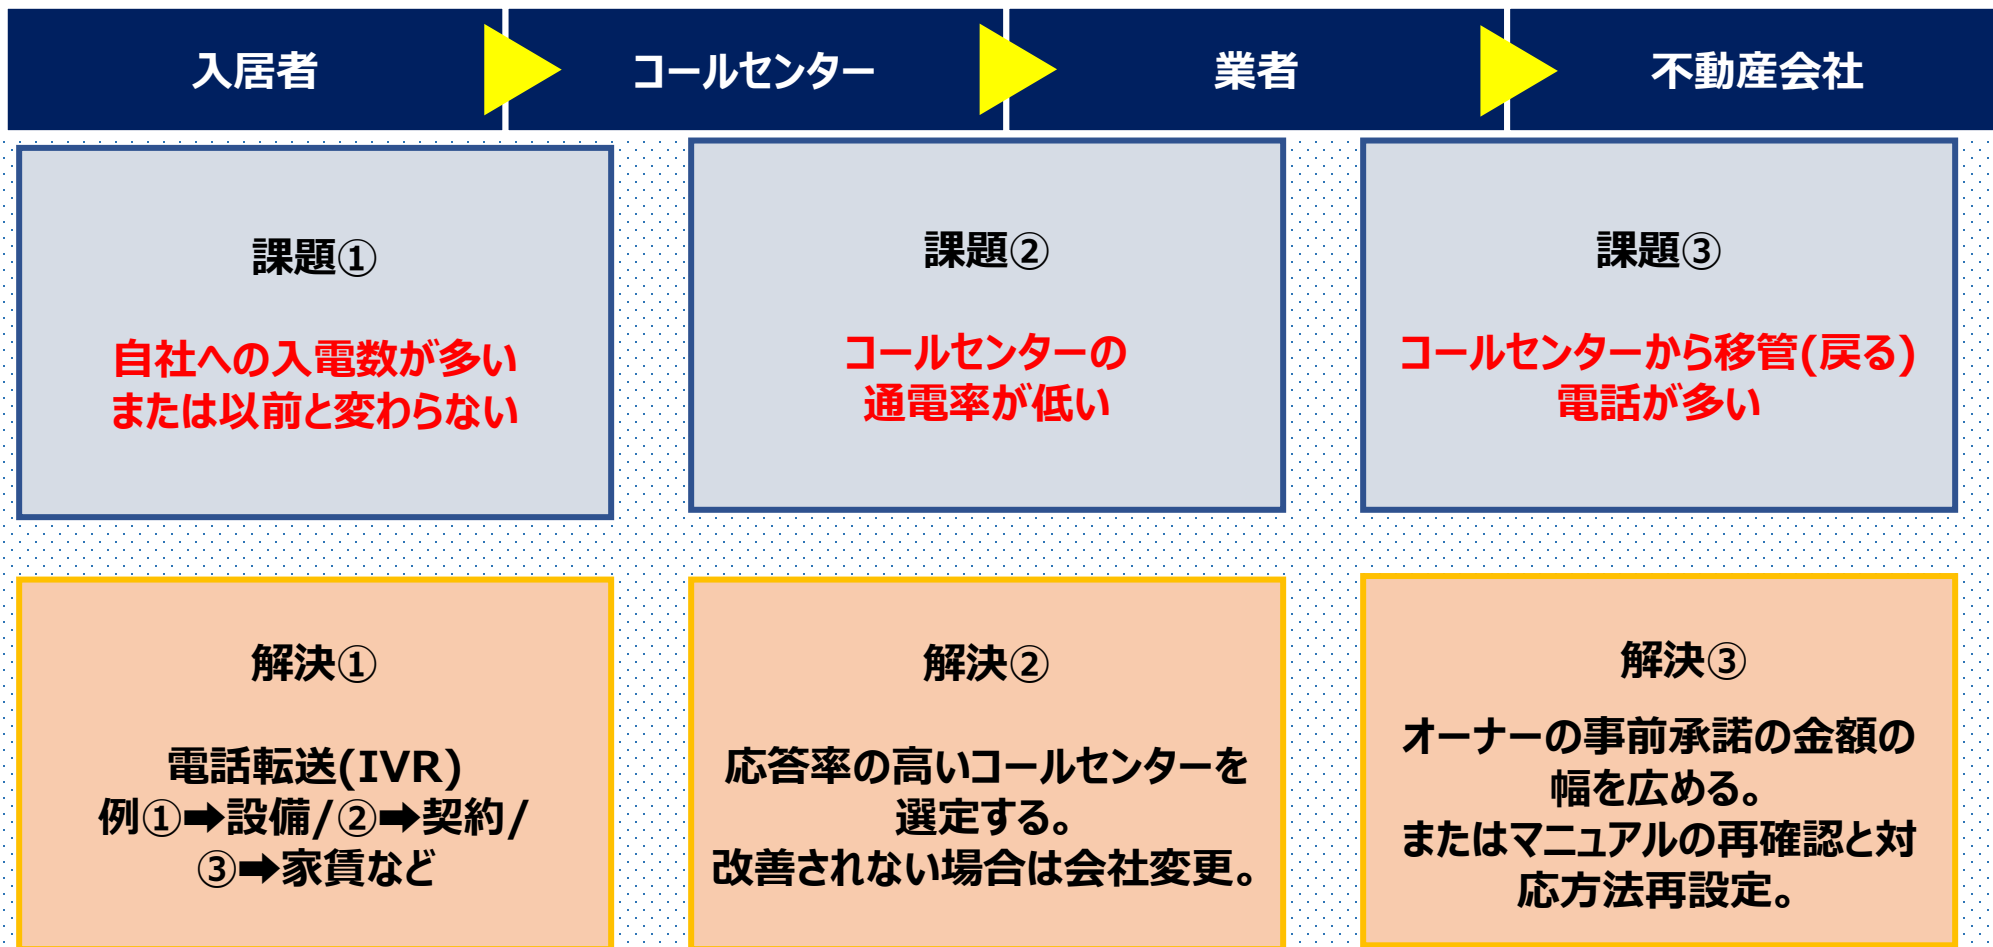 入居者
コールセンター
業者
不動産会社
課題①
自社への入電数が多い
または以前と変わらない
課題②
コールセンターの
通電率が低い
課題③
コールセンターから移管(戻る)
電話が多い
解決①
電話転送(IVR)
例①➡設備/②➡契約/
③➡家賃など
解決②
応答率の高いコールセンターを
選定する。
改善されない場合は会社変更。
解決③
オーナーの事前承諾の金額の
幅を広める。
またはマニュアルの再確認と対
応方法再設定。